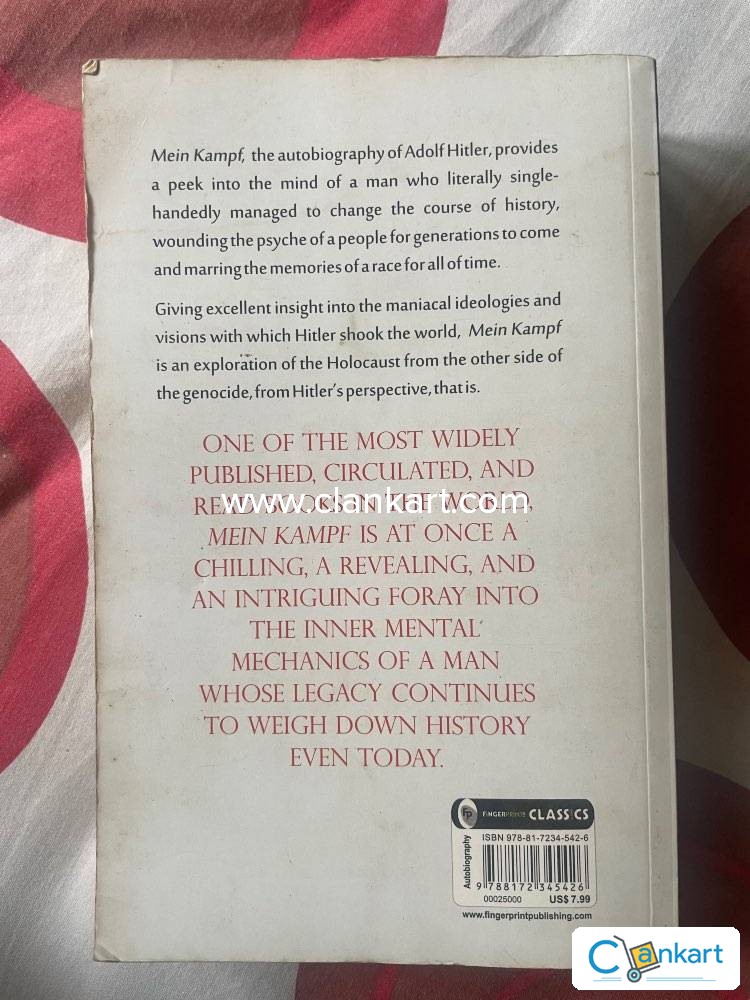 Mein Kampf, the autobiography of Adolf Hitler, provides
a peek into the mind of a man who literally single-
handedly managed to change the course of history,
wounding the psyche of a people for generations to come
and marring the memories of a race for all of time.
Giving excellent insight into the maniacal ideologies and
visions with which Hitler shook the world, Mein Kampf
is an exploration of the Holocaust from the other side of
the genocide, from Hitler's perspective, that is.
ONE OF THE MOST WIDELY
PUBLISHED, CIRCULATED, AND
READ BOOKS IN THE WORLD,
www.clankart.com
MEIN KAMPF IS AT ONCE A
CHILLING, A REVEALING, AND
AN INTRIGUING FORAY INTO
THE INNER MENTAL
MECHANICS OF A MAN
WHOSE LEGACY CONTINUES
TO WEIGH DOWN HISTORY
EVEN TODAY.
Fp FINGERPRINT! CLASSICS
ISBN 978-81-7234-542-6
Autobiography
9 788172 345426
00025000 US$ 7.99
www.fingerprintpublishing.com
Clankart